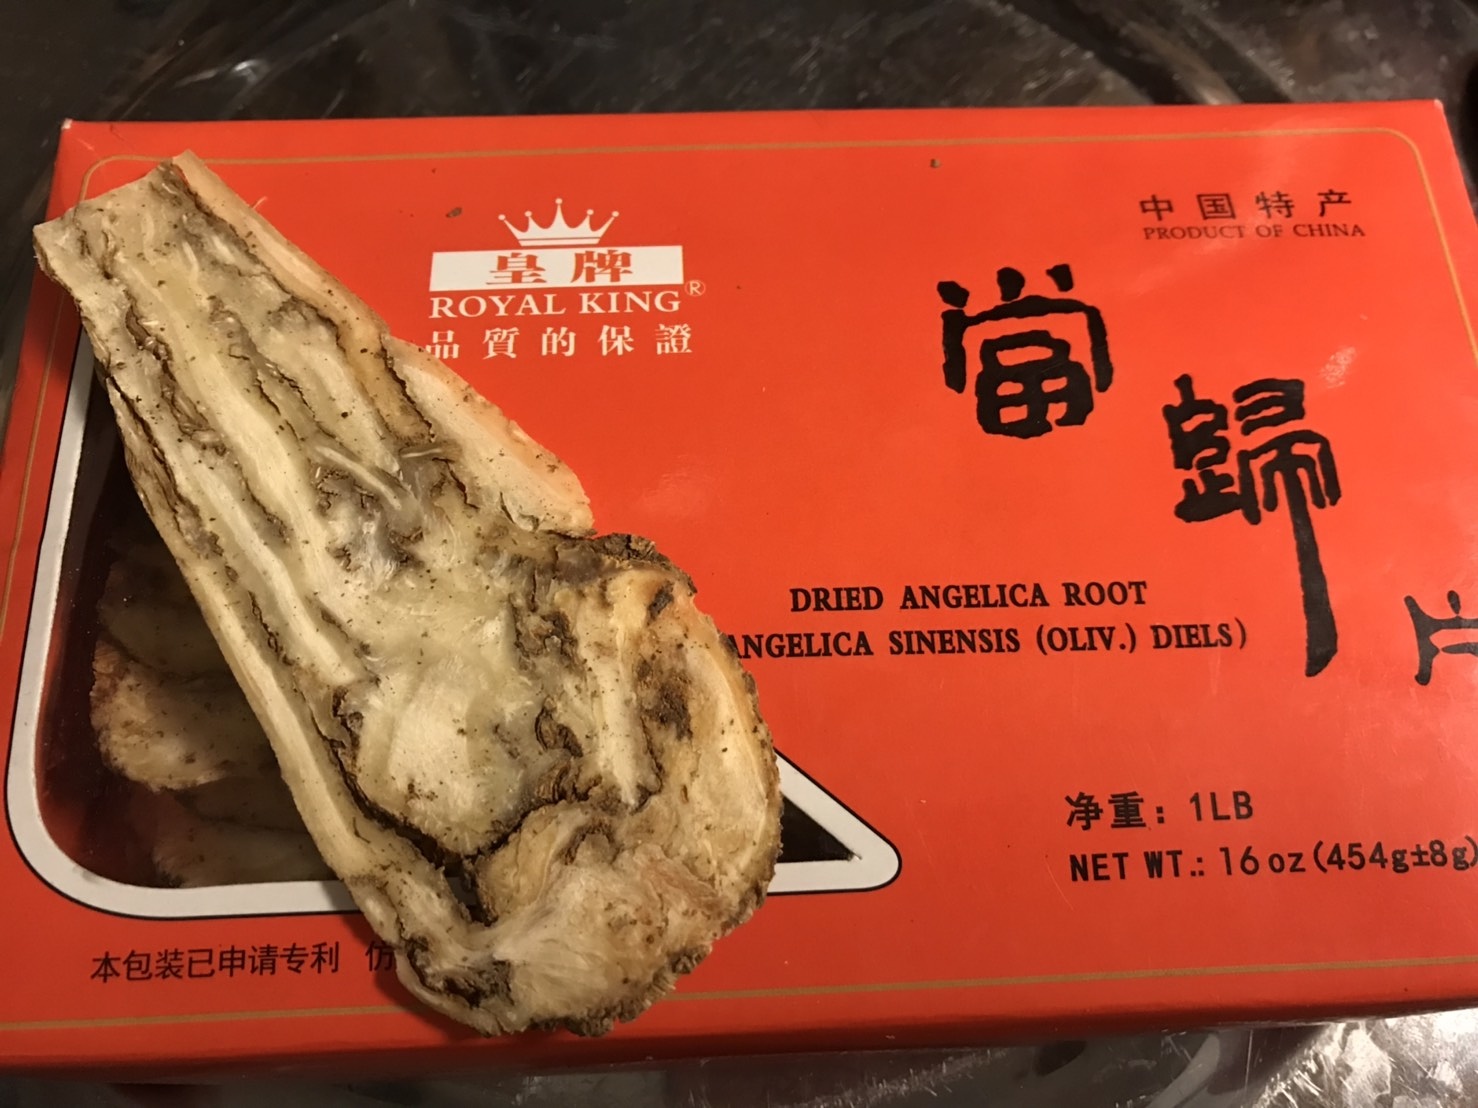 皇牌
ROYAL KING®
品質的保證
中国特产
PRODUCT OF CHINA
當歸
DRIED ANGELICA ROOT
ANGELICA SINENSIS (OLIV.) DIELS)
净重：1LB
NET WT.: 16 oz (454g±8g)
本包装已申请专利 仿